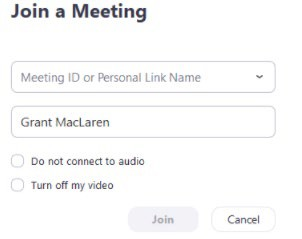 Join a Meeting
Meeting ID or Personal Link Name
Grant MacLaren
Do not connect to audio
Turn off my video
Join Cancel